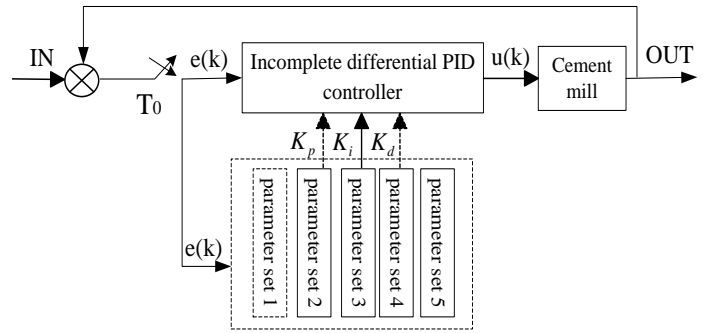 IN
T0
e(k)
Incomplete differential PID
controller
u(k)
Cement
mill
OUT
Kp
Ki
Kd
e(k)
parameter set 1
parameter set 2
parameter set 3
parameter set 4
parameter set 5